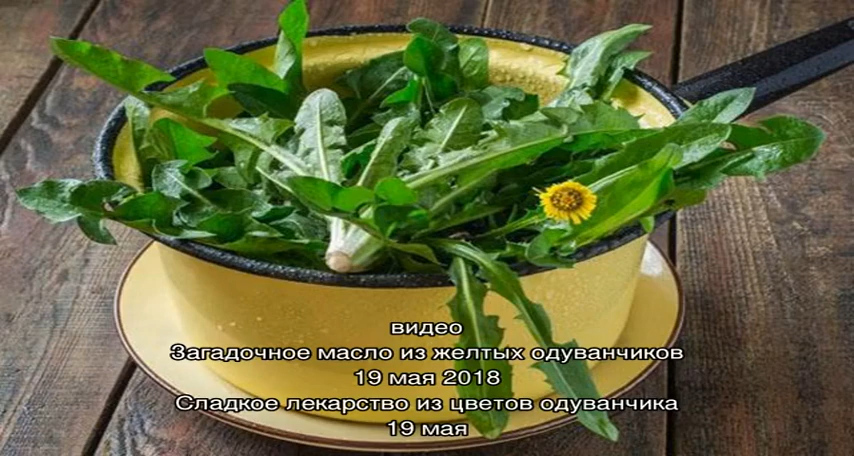 видео
Загадочное масло из желтых одуванчиков
19 мая 2018
Сладкое лекарство из цветов одуванчика
19 мая